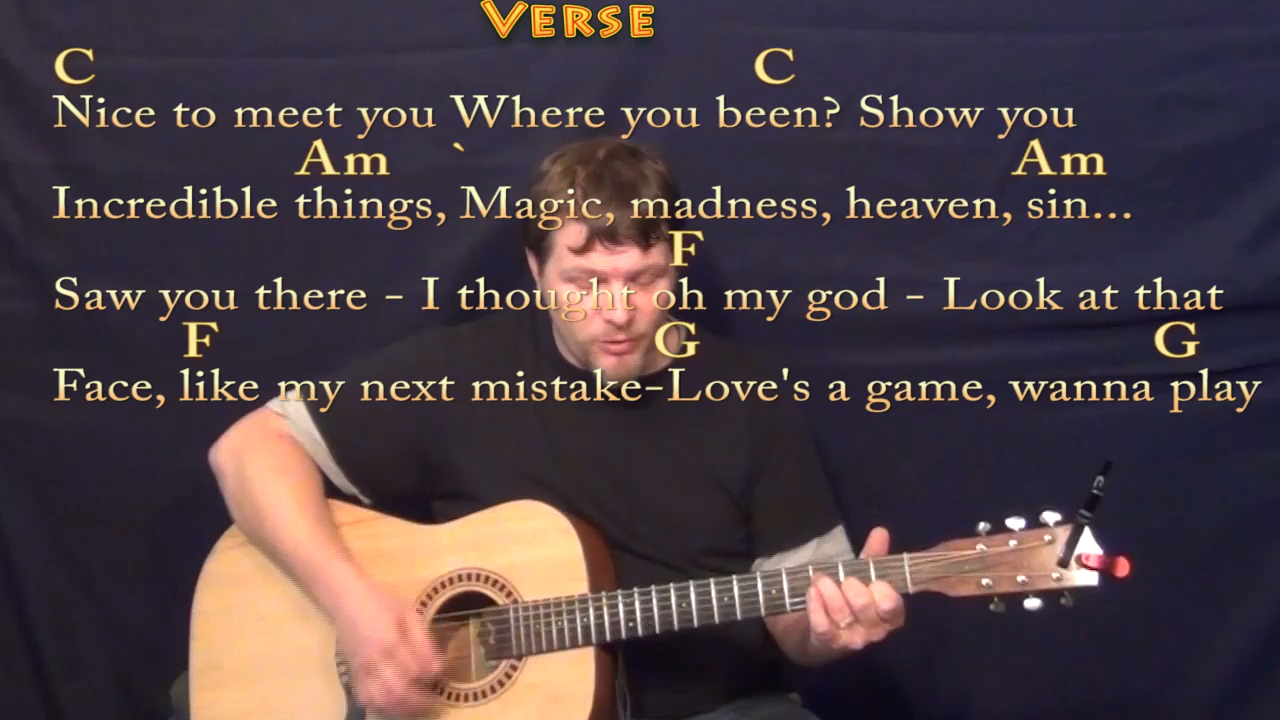 VERSE
C C
Nice to meet you Where you been? Show you
Am ` Am
Incredible things, Magic, madness, heaven, sin...
F
Saw you there - I thought oh my god - Look at that
F G G
Face, like my next mistake-Love's a game, wanna play